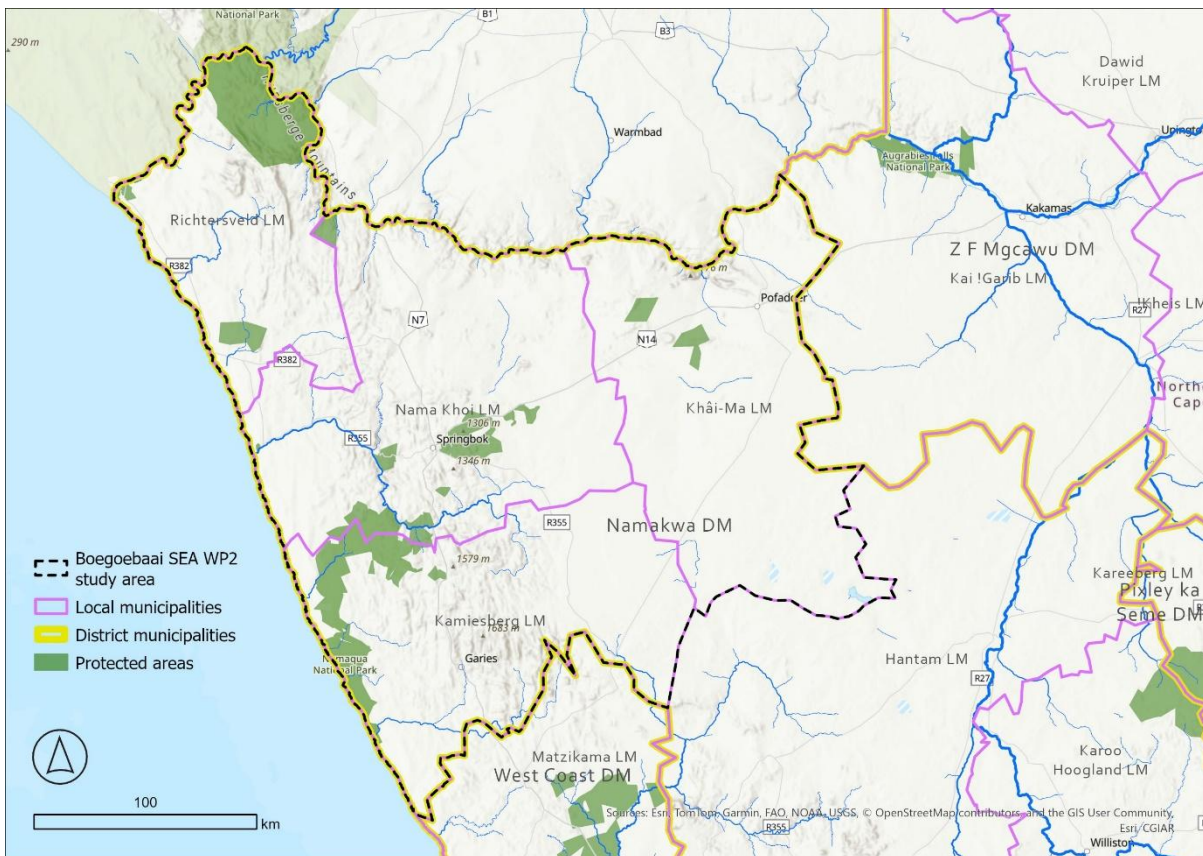 National Park
290 m
B1
B3
Dawid
Kruiper LM
Warmbad
Augrabies Falls
National Park
Kakamas
Richtersveld LM
Mountains
R382
Z F Mgcawu DM
Kai !Garib LM
!Kheis LM
R27
Pofadder
N7
N14
R382
Nama Khoi LM
Khâi-Ma LM
1306 m
R355
Springbok
1346 m
Namakwa DM
R355
1579 m
Kamiesberg LM
1683 m
Garies
Namaqua
National Park
Kareeberg LM
Pixley ka
Seme DM
Hantam LM
R27
Karoo
Hoogland LM
Matzikama LM
West Coast DM
Boegoebaai SEA WP2
study area
Local municipalities
District municipalities
Protected areas
100
km
Sources: Esri, TomTom, Garmin, FAO, NOAA, USGS, © OpenStreetMap contributors, and the GIS User Community,
Esri, CGIAR
R355
Williston